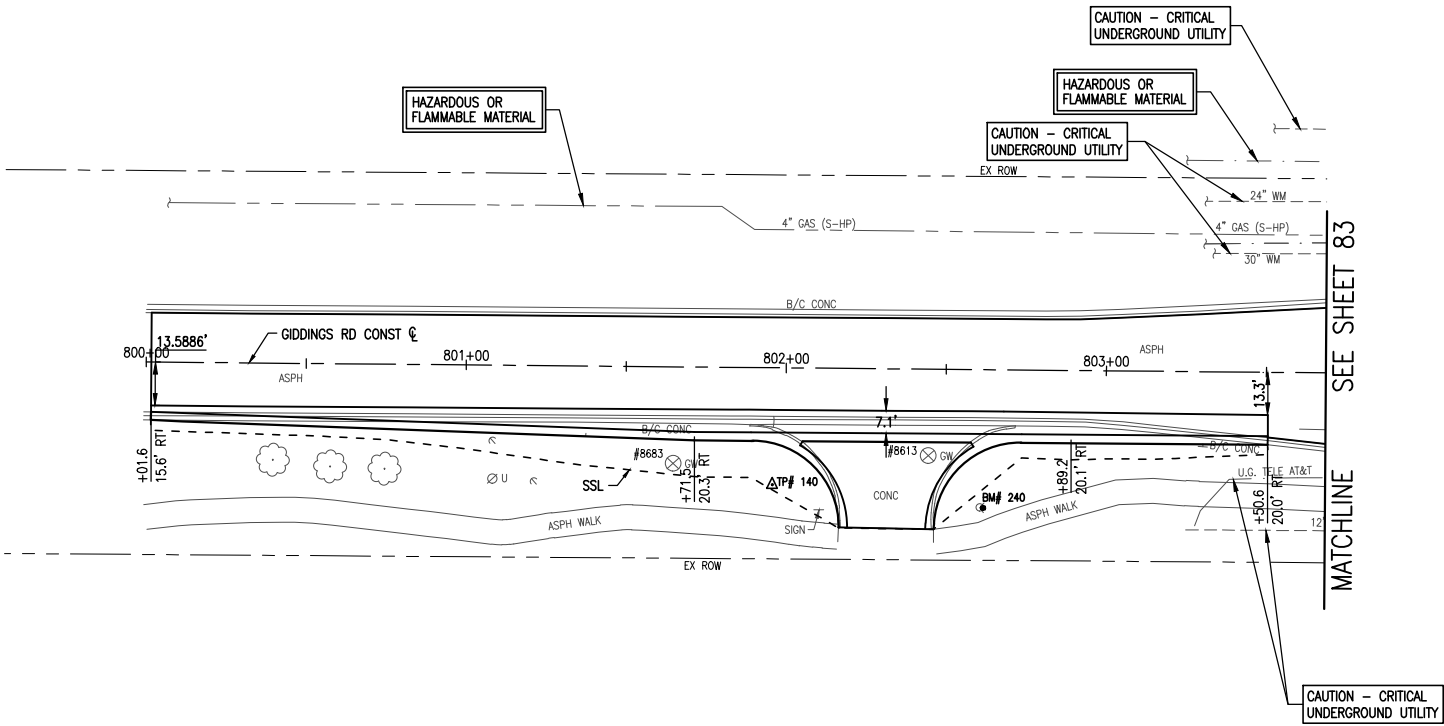 CAUTION - CRITICAL
UNDERGROUND UTILITY
HAZARDOUS OR
FLAMMABLE MATERIAL
HAZARDOUS OR
FLAMMABLE MATERIAL
CAUTION - CRITICAL
UNDERGROUND UTILITY
EX ROW
24" WM
4" GAS (S-HP)
4" GAS (S-HP)
30" WM
B/C CONC
13.5886'
GIDDINGS RD CONST ℄
800+00
801+00
802+00
803+00
ASPH
ASPH
13.3'
7.1'
B/C CONC
B/C CONC
#8683
GW
#8613
GW
+01.6
15.6' RT
U
SSL
+71.5
20.3' RT
TP# 140
CONC
BM# 240
+89.2
20.1' RT
U.G. TELE AT&T
+50.6
20.0' RT
12"
ASPH WALK
SIGN
ASPH WALK
EX ROW
MATCHLINE SEE SHEET 83
CAUTION - CRITICAL
UNDERGROUND UTILITY